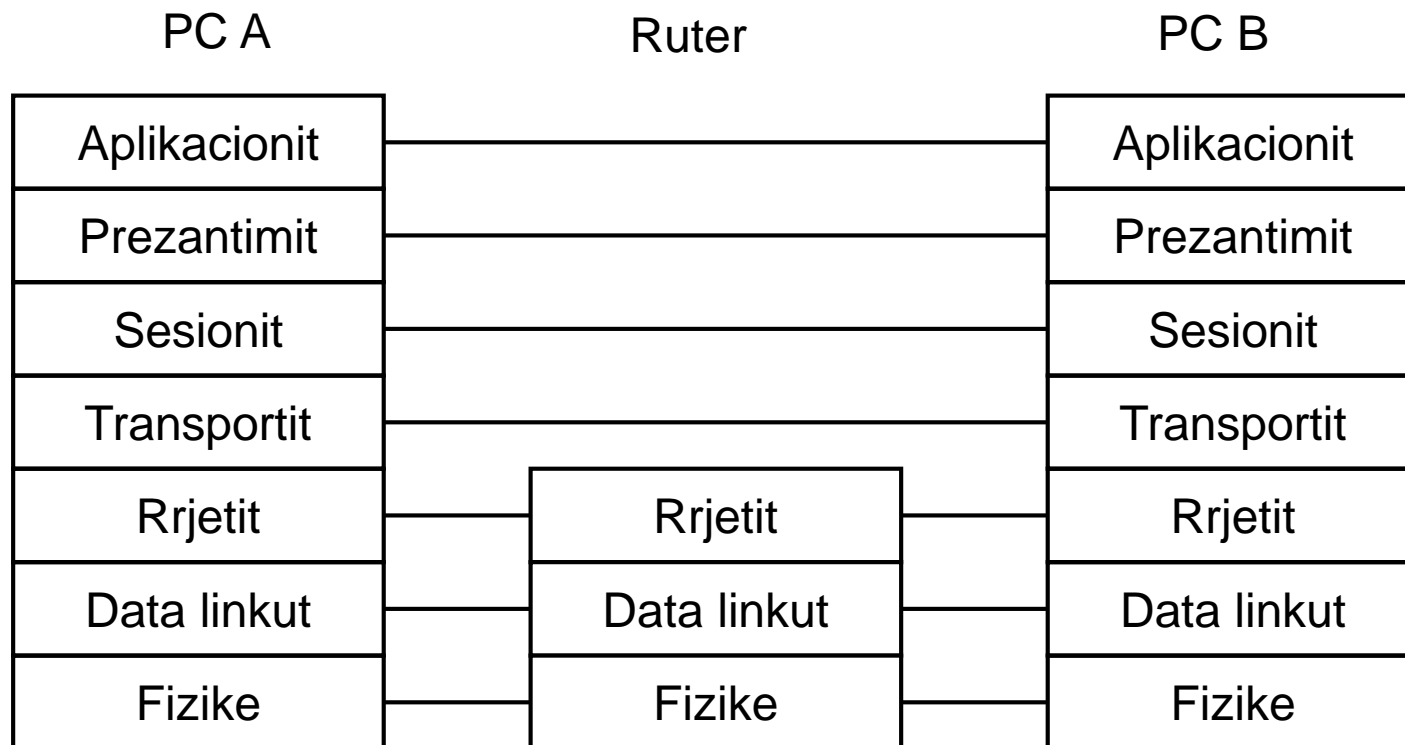 PC A
Ruter
PC B
Aplikacionit
Aplikacionit
Prezantimit
Prezantimit
Sesionit
Sesionit
Transportit
Transportit
Rrjetit
Rrjetit
Rrjetit
Data linkut
Data linkut
Data linkut
Fizike
Fizike
Fizike